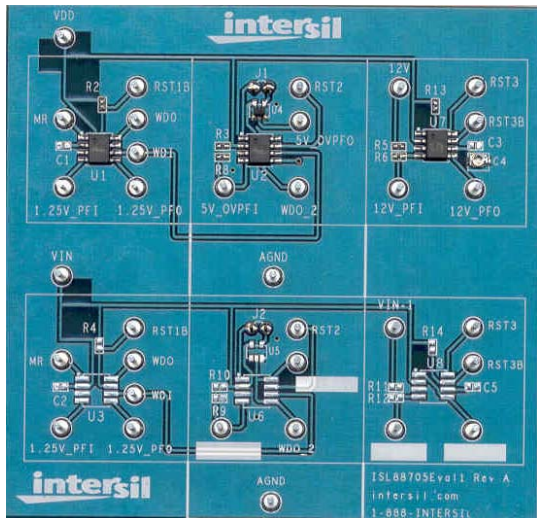 VDD
intersil
R2
RST1B
J1
RST2
12V
R13
RST3
MR
WDO
U4
U7
RST3B
C1
WDI
U1
R3
R8
U2
5V_OVPFO
R5
R6
C3
C4
1.25V_PFI
1.25V_PFO
5V_OVPFI
WDO_2
12V_PFI
12V_PFO
VIN
AGND
R4
RST1B
J2
RST2
VIN-1
R14
RST3
MR
WDO
U5
U8
RST3B
C2
WDI
U3
R10
R9
U6
R11
R12
C5
1.25V_PFI
1.25V_PFO
WDO_2
intersil
AGND
ISL88705Eval1 Rev A
intersil.com
1-888-INTERSIL